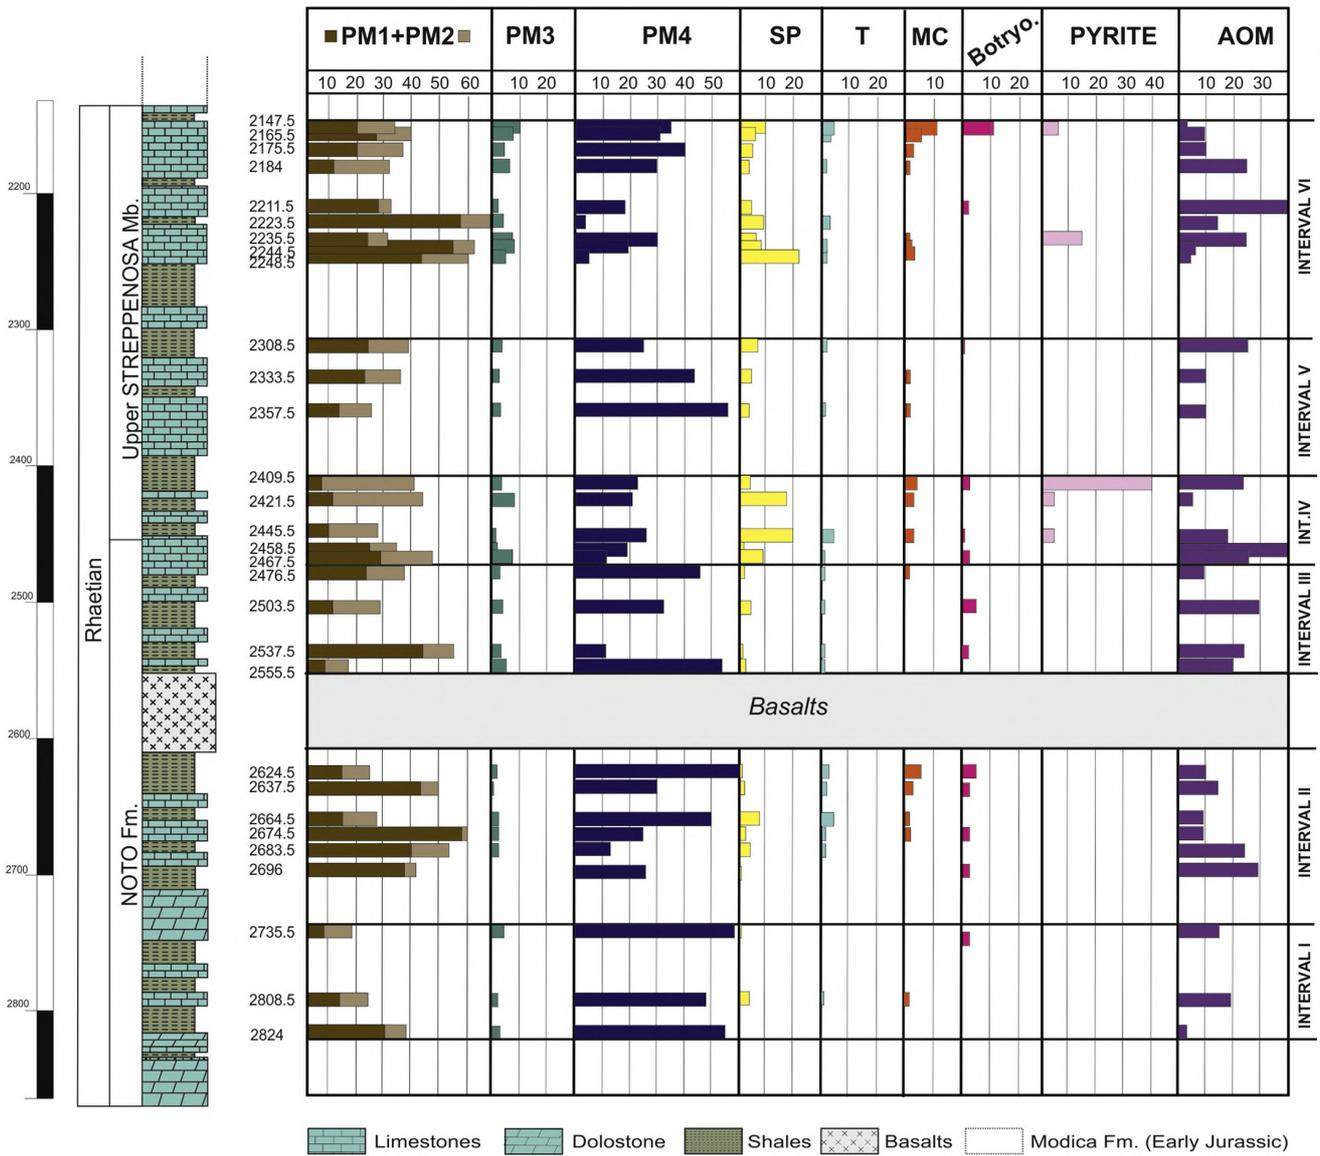 PM1+PM2 PM3 PM4 SP T MC Botryo. PYRITE AOM
10 20 30 40 50 60 10 20 10 20 30 40 50 10 20 10 20 10 10 20 10 20 30 40 10 20 30
2147.5
2165.5
2175.5
2184
2211.5
2223.5
2235.5
2244.5
2248.5
2308.5
2333.5
2357.5
2409.5
2421.5
2445.5
2458.5
2467.5
2476.5
2503.5
2537.5
2555.5
Basalts
2624.5
2637.5
2664.5
2674.5
2683.5
2696
2735.5
2808.5
2824
2200
2300
2400
2500
2600
2700
2800
Rhaetian
Upper STREPPENOSA Mb.
NOTO Fm.
INTERVAL VI
INTERVAL V
INT.IV
INTERVAL III
INTERVAL II
INTERVAL I
Limestones Dolostone Shales Basalts Modica Fm. (Early Jurassic)